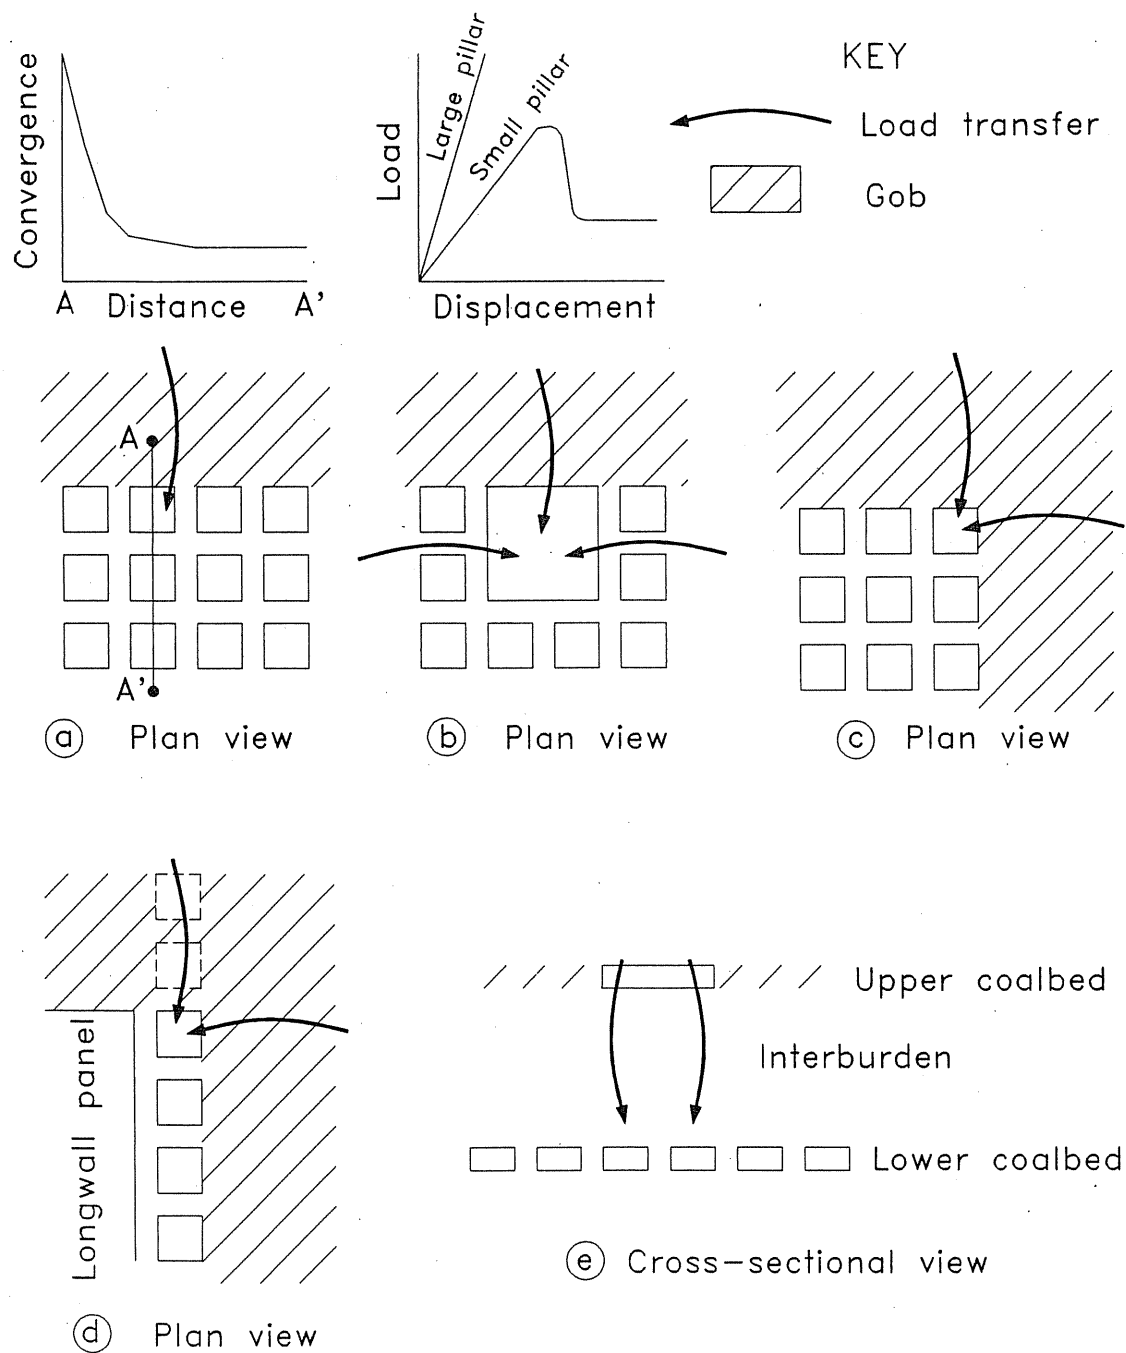 Convergence
A Distance A'
Load
Large pillar
Small pillar
Displacement
KEY
Load transfer
Gob
A
A'
a Plan view
b Plan view
c Plan view
Longwall panel
d Plan view
Upper coalbed
Interburden
Lower coalbed
e Cross-sectional view